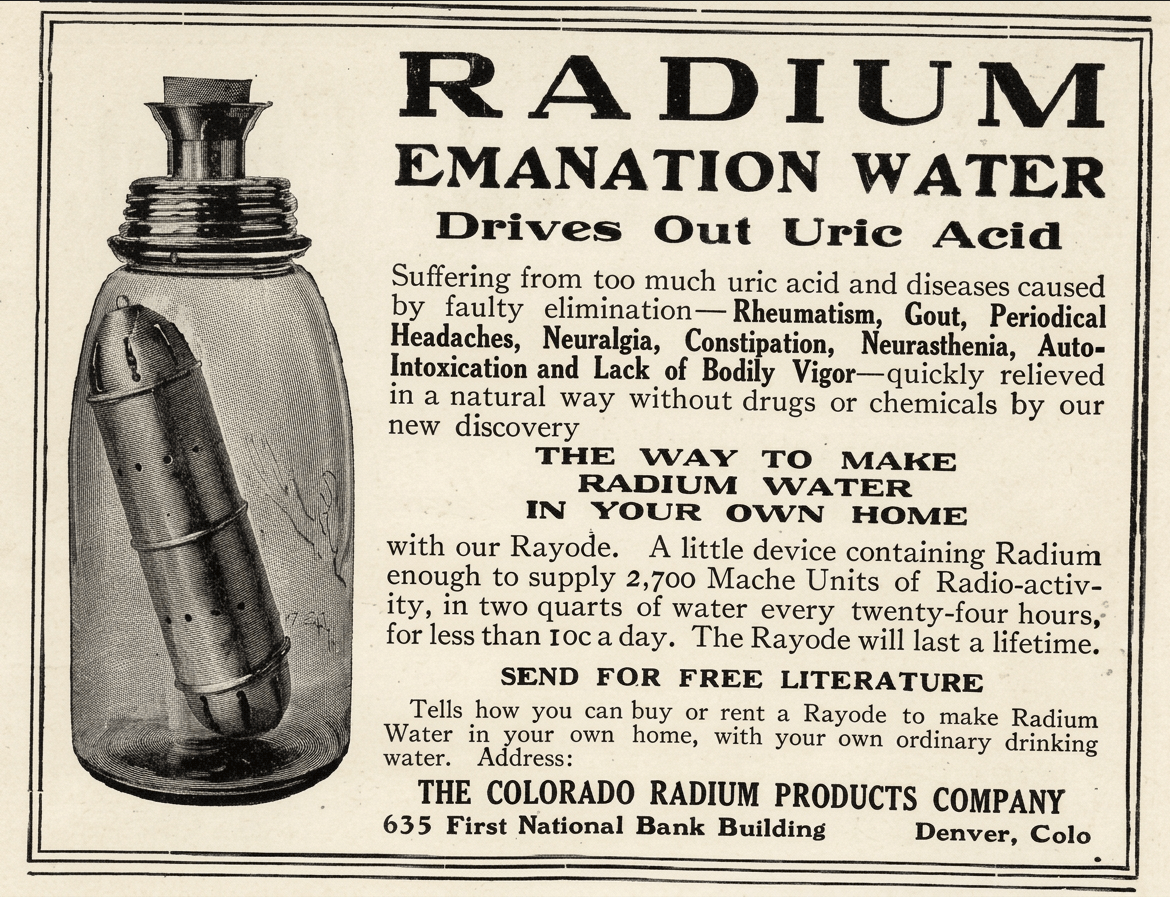 RADIUM
EMANATION WATER
Drives Out Uric Acid
Suffering from too much uric acid and diseases caused
by faulty elimination—Rheumatism, Gout, Periodical
Headaches, Neuralgia, Constipation, Neurasthenia, Auto-
Intoxication and Lack of Bodily Vigor—quickly relieved
in a natural way without drugs or chemicals by our
new discovery
THE WAY TO MAKE
RADIUM WATER
IN YOUR OWN HOME
with our Rayode. A little device containing Radium
enough to supply 2,700 Mache Units of Radio-activ-
ity, in two quarts of water every twenty-four hours,
for less than 10c a day. The Rayode will last a lifetime.
SEND FOR FREE LITERATURE
Tells how you can buy or rent a Rayode to make Radium
Water in your own home, with your own ordinary drinking
water. Address:
THE COLORADO RADIUM PRODUCTS COMPANY
635 First National Bank Building Denver, Colo.